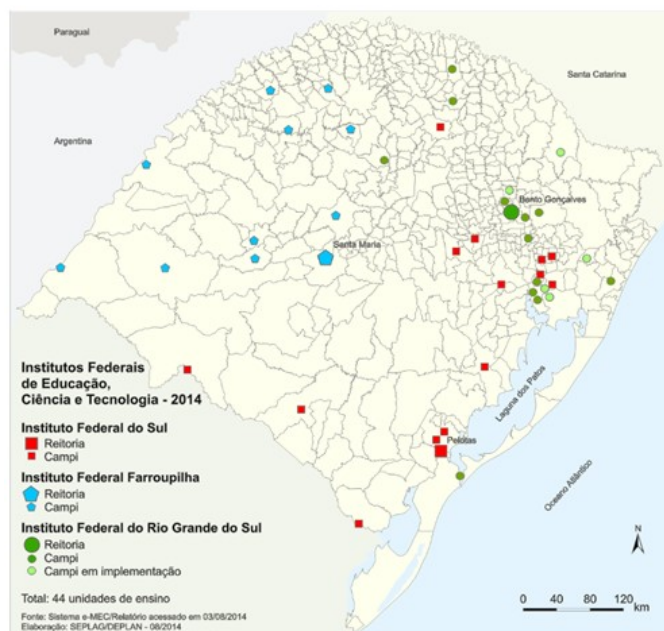 Paraguai
Santa Catarina
Argentina
Bento Gonçalves
Santa Maria
Institutos Federais
de Educação,
Ciência e Tecnologia - 2014
Laguna dos Patos
Instituto Federal do Sul
Reitoria
Campi
Pelotas
Oceano Atlântico
Instituto Federal Farroupilha
Reitoria
Campi
Instituto Federal do Rio Grande do Sul
Reitoria
Campi
Campi em implementação
N
Total: 44 unidades de ensino
0 20 40 80 120
km
Fonte: Sistema e-MEC/Relatório acessado em 03/08/2014
Elaboração: SEPLAG/DEPLAN - 08/2014